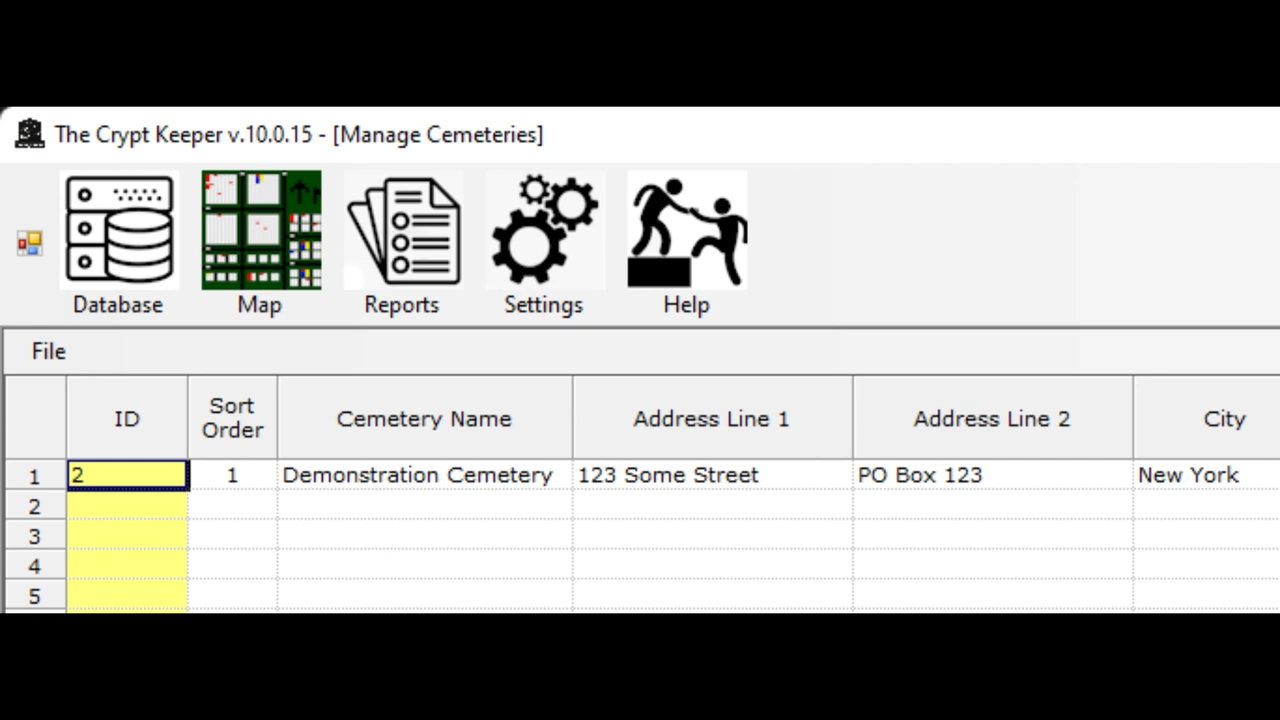 The Crypt Keeper v.10.0.15 - [Manage Cemeteries]
Database Map Reports Settings Help
File
ID Sort Order Cemetery Name Address Line 1 Address Line 2 City
1 2 1 Demonstration Cemetery 123 Some Street PO Box 123 New York
2
3
4
5